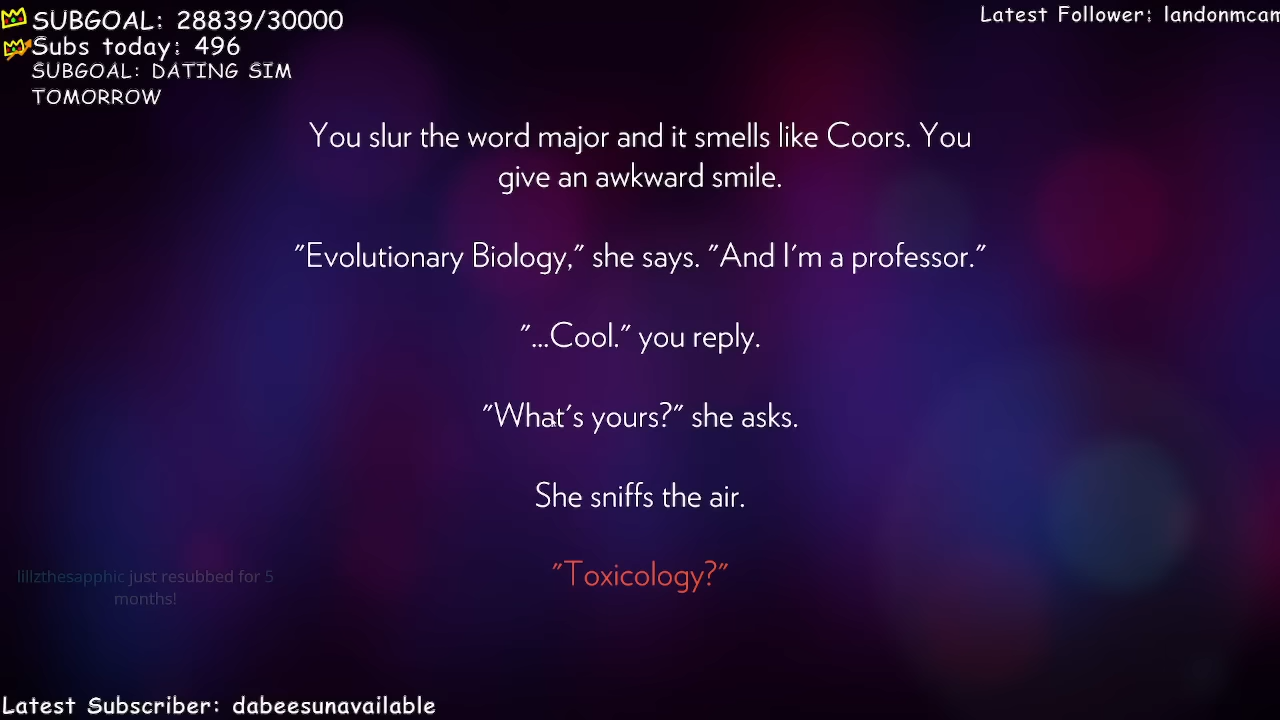 SUBGOAL: 28839/30000
Subs today: 496
SUBGOAL: DATING SIM
TOMORROW
Latest Follower: landonmcam
You slur the word major and it smells like Coors. You
give an awkward smile.
"Evolutionary Biology," she says. "And I'm a professor."
"...Cool." you reply.
"What's yours?" she asks.
She sniffs the air.
"Toxicology?"
lillzthesapphic just resubbed for 5
months!
Latest Subscriber: dabeesunavailable